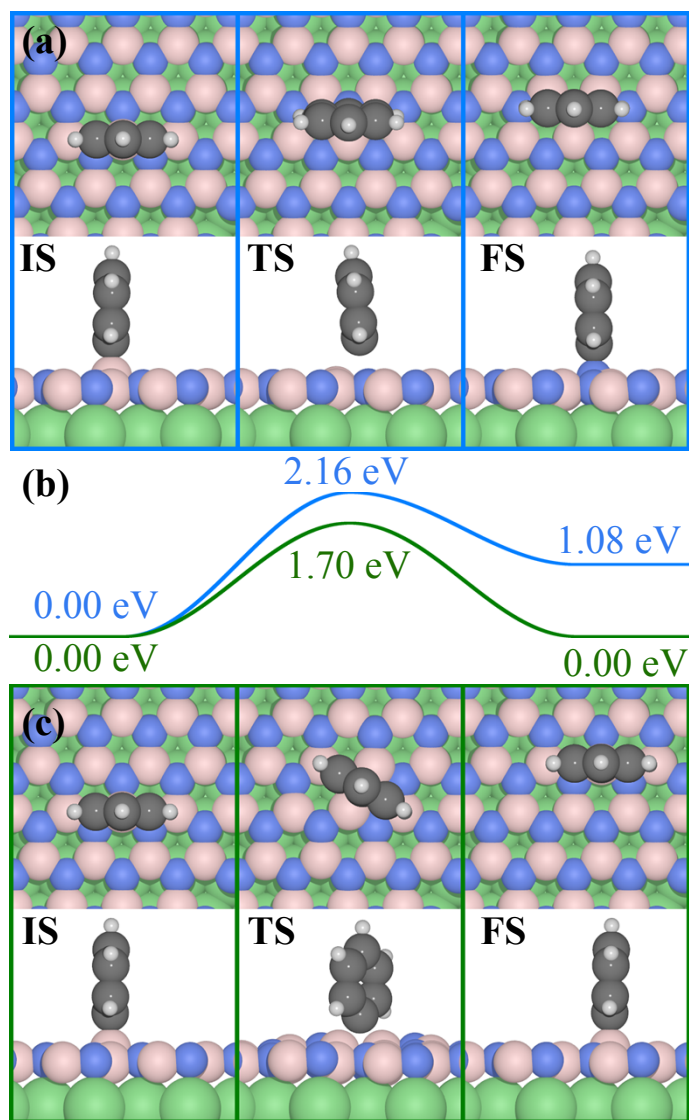 (a)
IS TS FS
(b)
2.16 eV
1.08 eV
1.70 eV
0.00 eV
0.00 eV 0.00 eV
(c)
IS TS FS